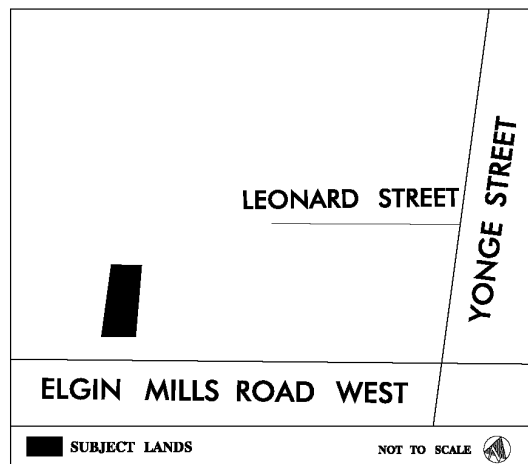 LEONARD STREET
YONGE STREET
ELGIN MILLS ROAD WEST
SUBJECT LANDS
NOT TO SCALE